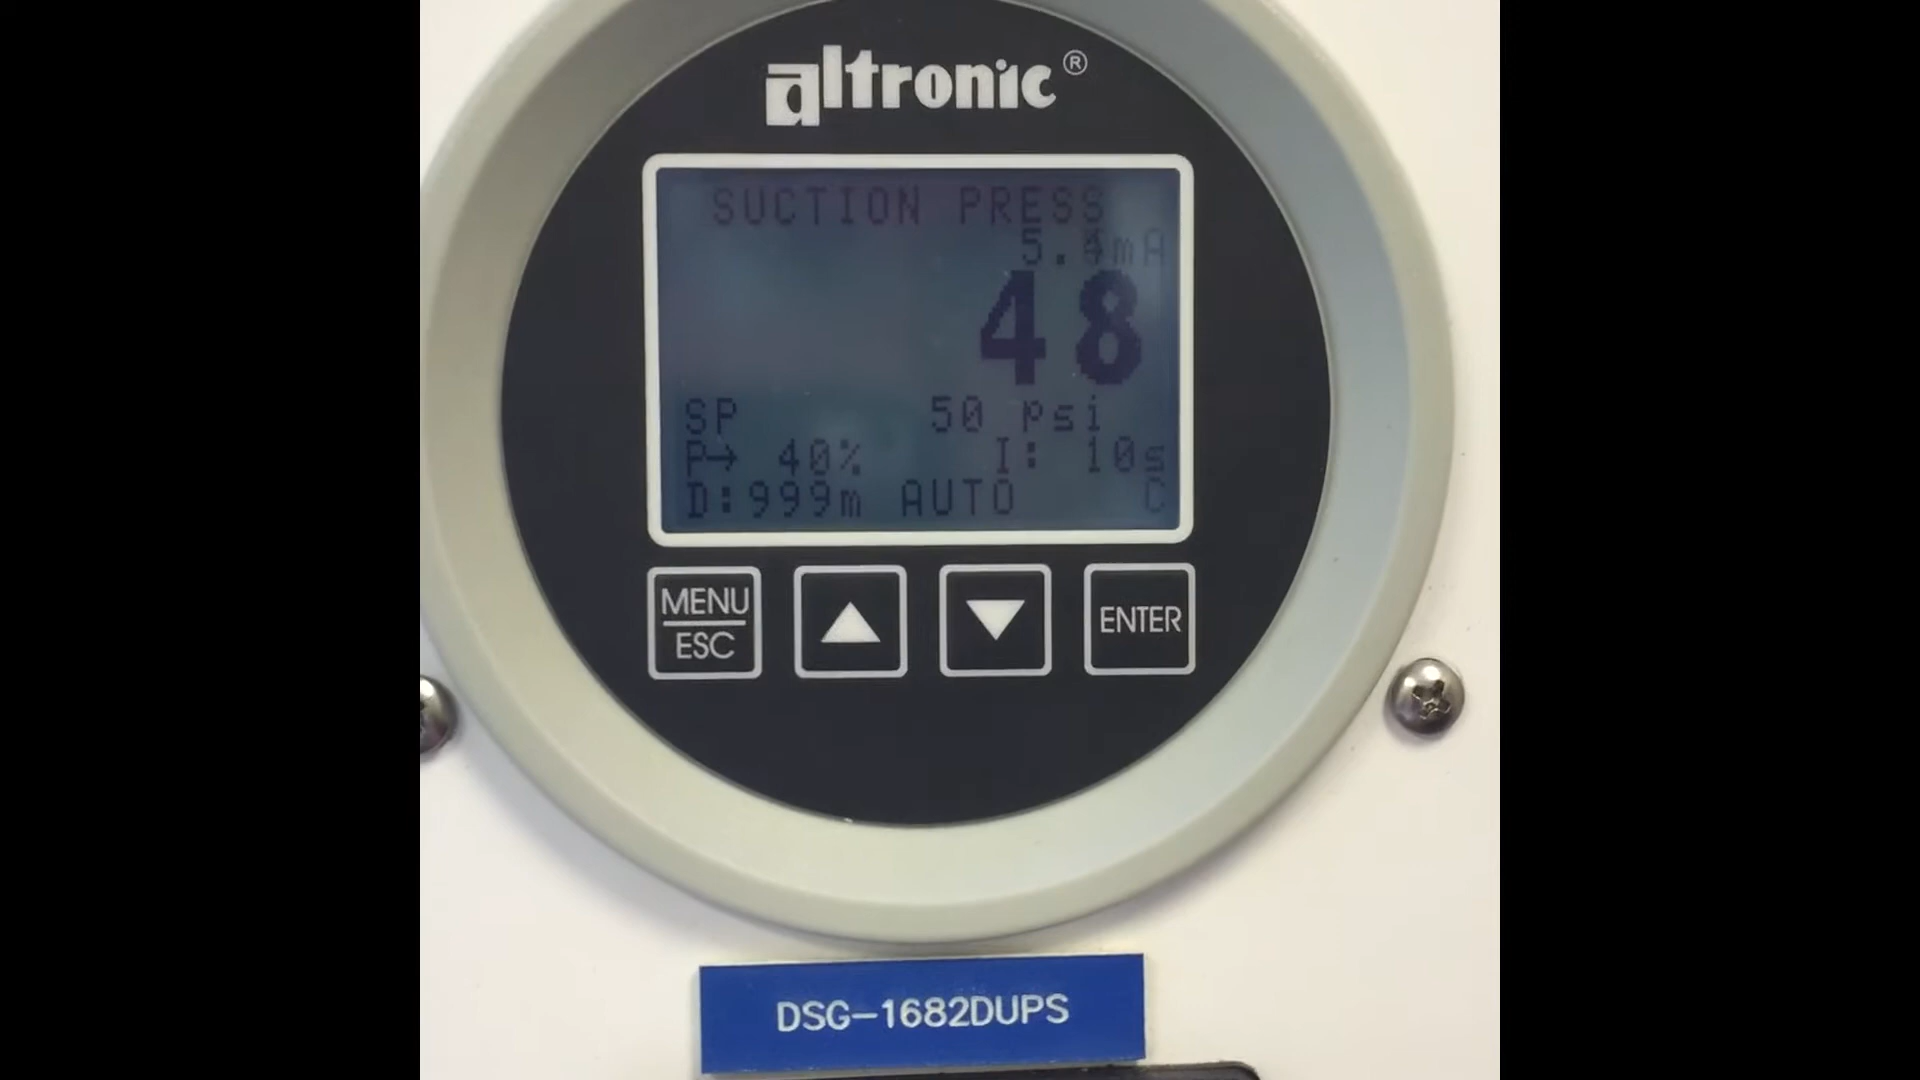 altronic®
SUCTION PRESS
5.4mA
48
SP 50 psi
P→ 40% I: 10s
D:999m AUTO C
MENU
ESC
ENTER
DSG-1682DUPS